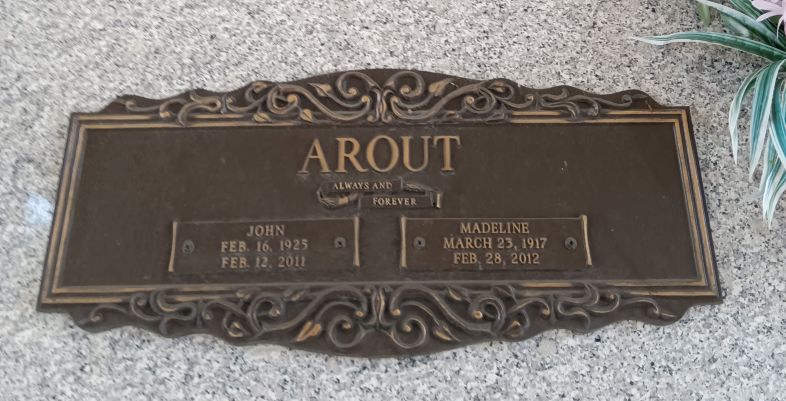 AROUT
ALWAYS AND
FOREVER
JOHN
FEB. 16, 1925
FEB. 12, 2011
MADELINE
MARCH 23, 1917
FEB. 28, 2012